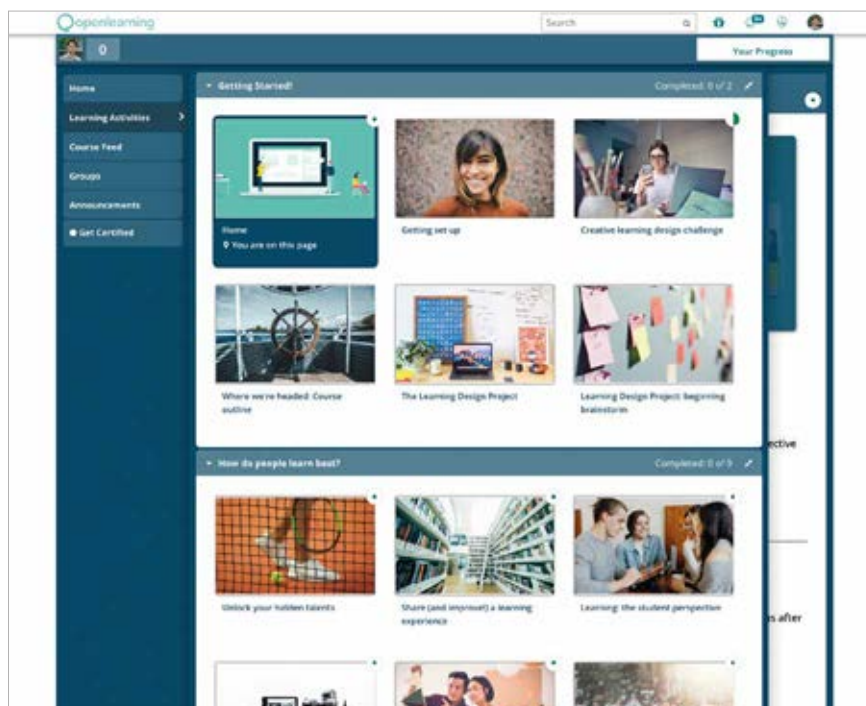 openlearning
Search
0
Your Progress
Home
Learning Activities
Course Feed
Groups
Announcements
Get Certified
Getting Started!
Completed: 0 of 2
Home
You are on this page
Getting set up
Creative learning design challenge
Where we're headed: Course
outline
The Learning Design Project
Learning Design Project: beginning
brainstorm
ective
How do people learn best?
Completed: 0 of 9
Unlock your hidden talents
Share (and improve!) a learning
experience
Learning: the student perspective
s after